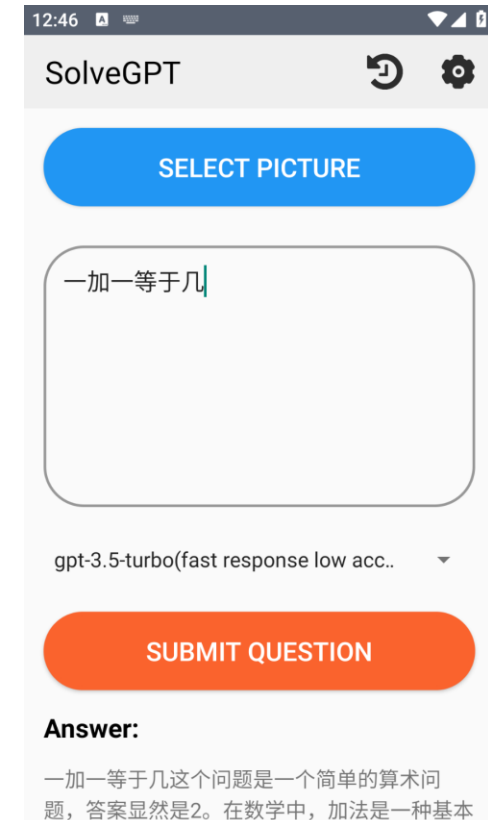 12:46
SolveGPT
SELECT PICTURE
一加一等于几
gpt-3.5-turbo(fast response low acc..
SUBMIT QUESTION
Answer:
一加一等于几这个问题是一个简单的算术问
题，答案显然是2。在数学中，加法是一种基本